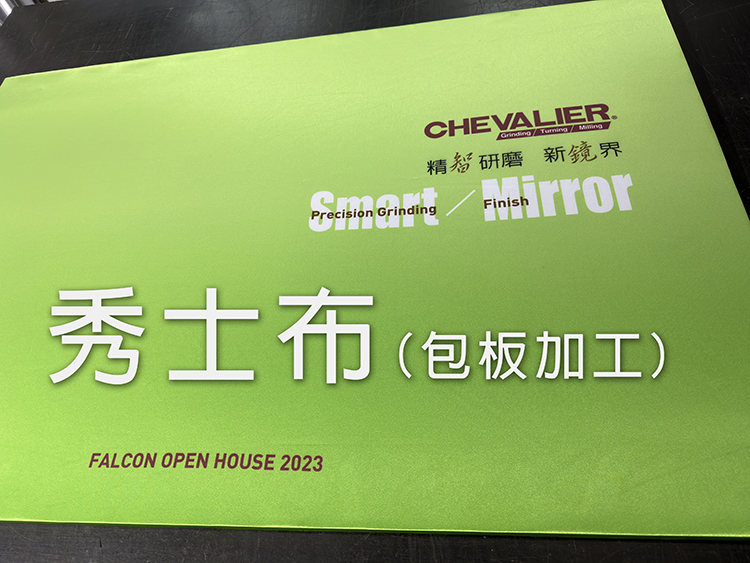 CHEVALIER®
Grinding / Turning / Milling
精智研磨 新鏡界
Smart / Mirror
Precision Grinding Finish
秀士布（包板加工）
FALCON OPEN HOUSE 2023